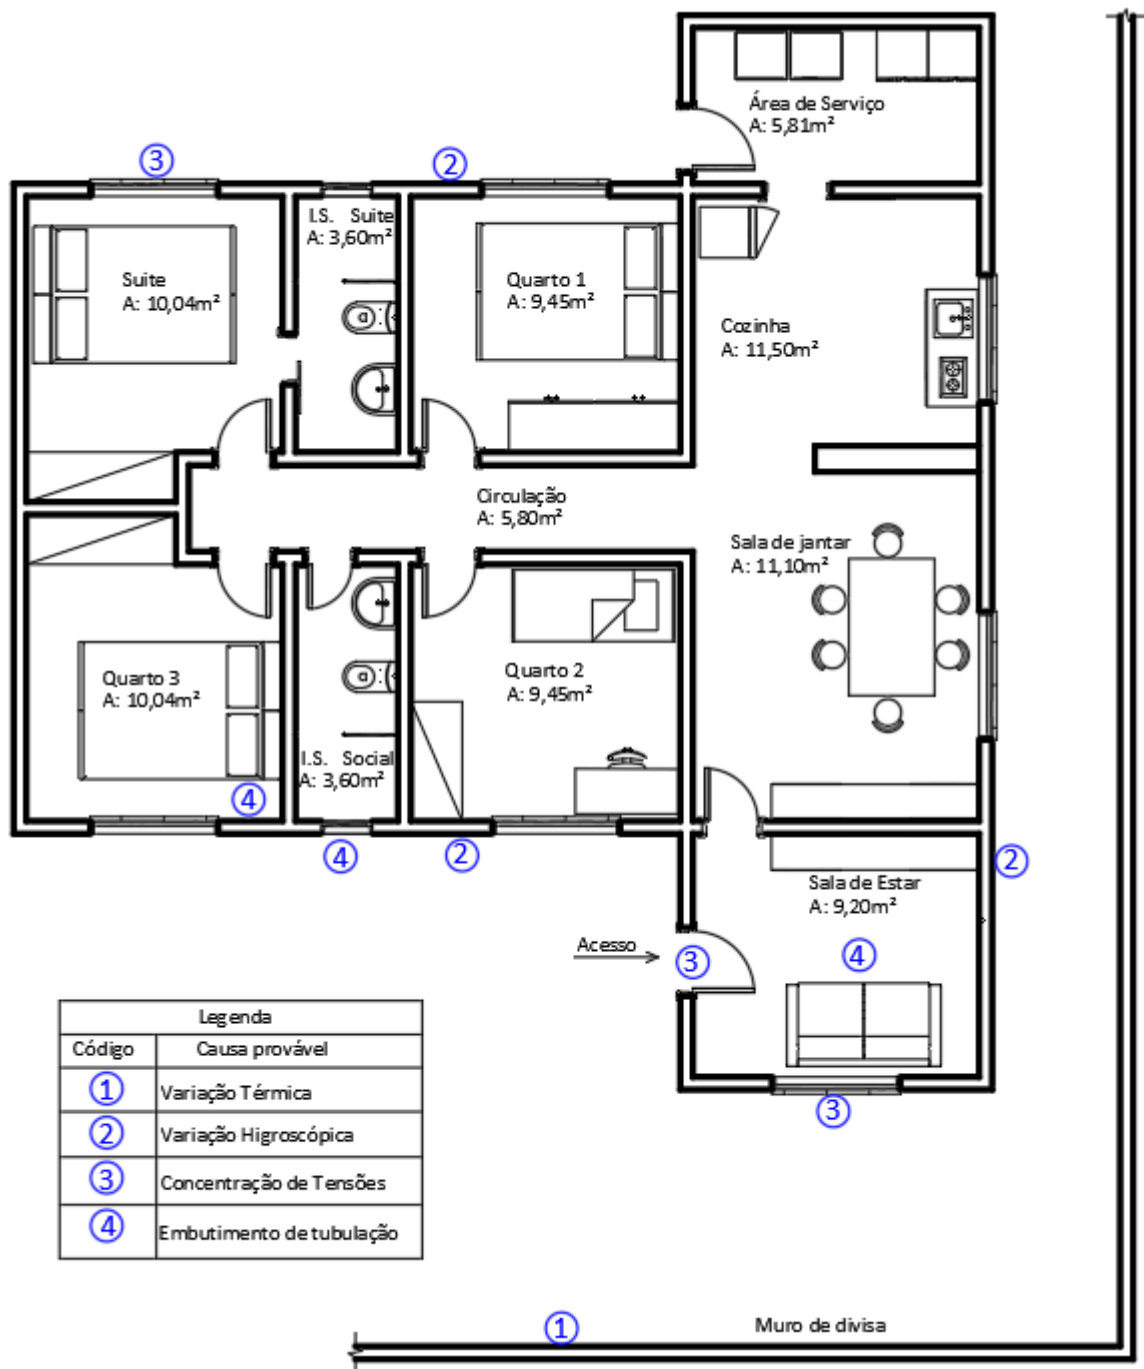 Área de Serviço
A: 5,81m²
③
②
I.S. Suite
A: 3,60m²
Suite
A: 10,04m²
Quarto 1
A: 9,45m²
Cozinha
A: 11,50m²
Circulação
A: 5,80m²
Sala de jantar
A: 11,10m²
Quarto 3
A: 10,04m²
Quarto 2
A: 9,45m²
I.S. Social
A: 3,60m²
④
④
②
②
Sala de Estar
A: 9,20m²
Acesso
③
④
③
Legenda
Código Causa provável
① Variação Térmica
② Variação Higroscópica
③ Concentração de Tensões
④ Embutimento de tubulação
①
Muro de divisa